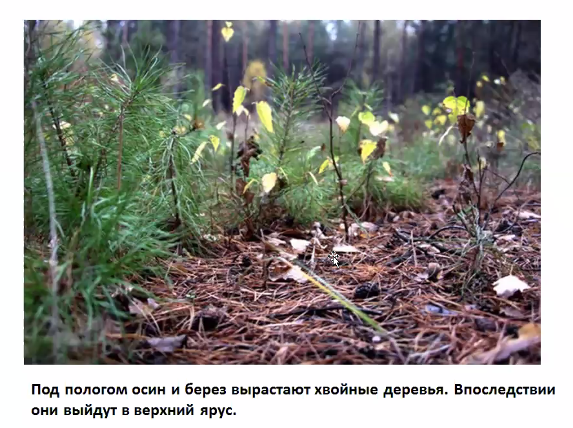 Под пологом осин и берез вырастают хвойные деревья. Впоследствии
они выйдут в верхний ярус.